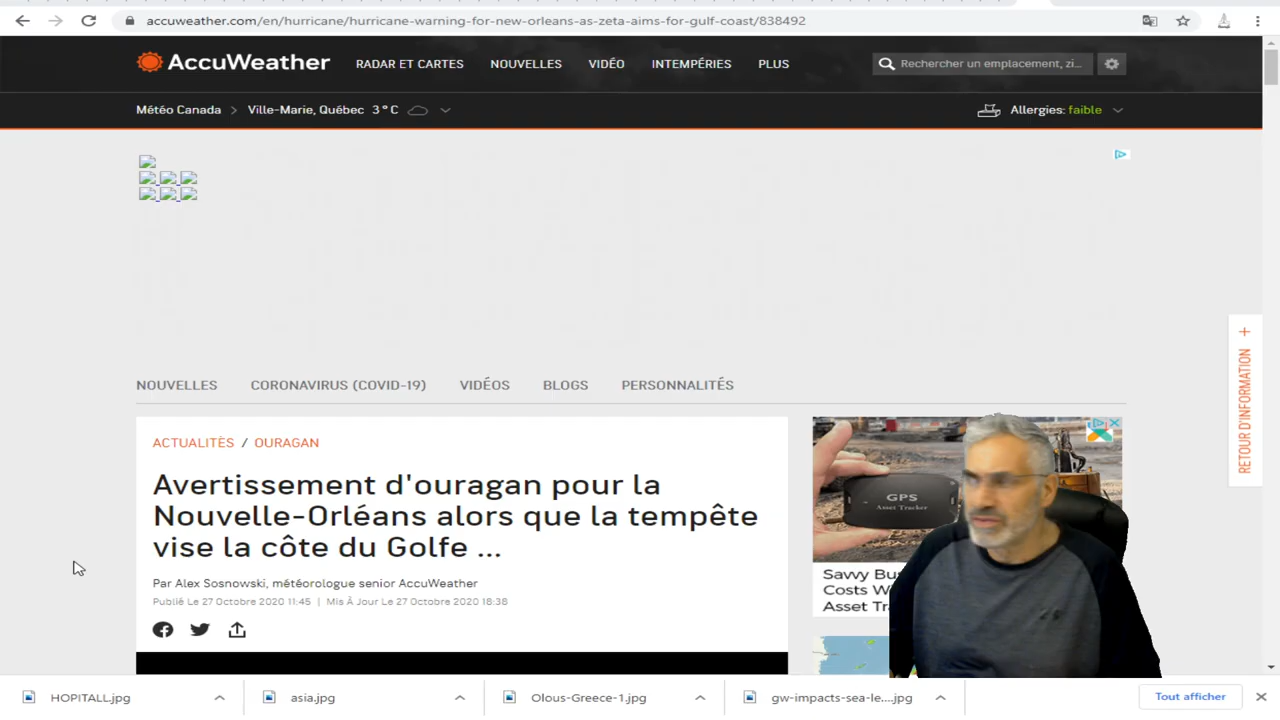 accuweather.com/en/hurricane/hurricane-warning-for-new-orleans-as-zeta-aims-for-gulf-coast/838492
AccuWeather RADAR ET CARTES NOUVELLES VIDÉO INTEMPÉRIES PLUS Rechercher un emplacement, zi...
Météo Canada > Ville-Marie, Québec 3° C Allergies: faible
NOUVELLES CORONAVIRUS (COVID-19) VIDÉOS BLOGS PERSONNALITÉS
RETOUR D'INFORMATION +
ACTUALITÉS / OURAGAN
Avertissement d'ouragan pour la
Nouvelle-Orléans alors que la tempête
vise la côte du Golfe ...
Par Alex Sosnowski, météorologue senior AccuWeather
Publié Le 27 Octobre 2020 11:45 | Mis À Jour Le 27 Octobre 2020 18:38
GPS
Asset Tracker
Savvy
Costs
Asset
HOPITALL.jpg asia.jpg Olous-Greece-1.jpg gw-impacts-sea-le....jpg Tout afficher